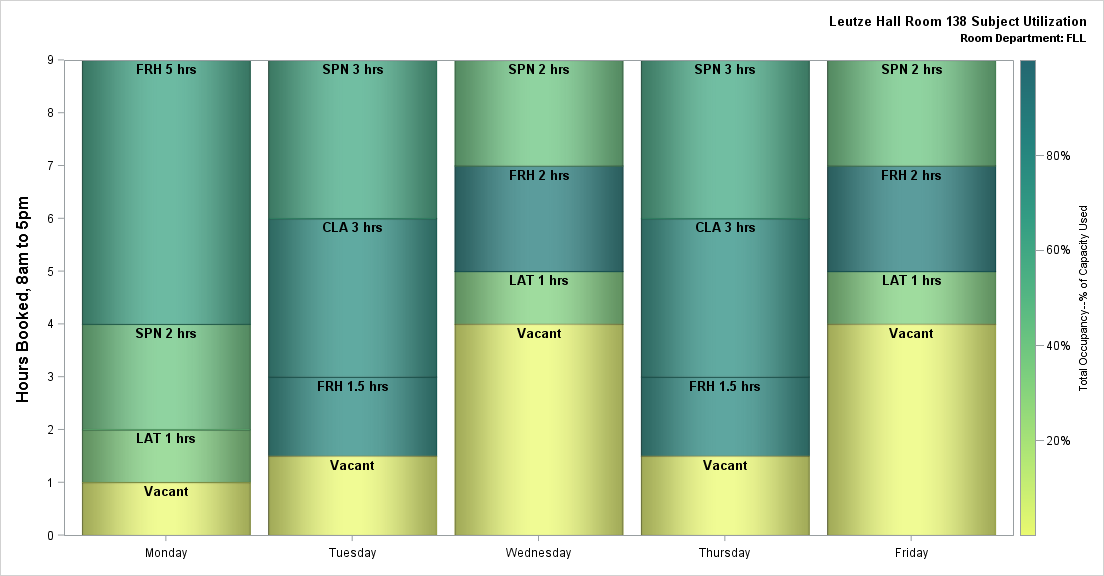 Leutze Hall Room 138 Subject Utilization
Room Department: FLL
Hours Booked, 8am to 5pm
9
8
7
6
5
4
3
2
1
0
FRH 5 hrs
SPN 2 hrs
LAT 1 hrs
Vacant
SPN 3 hrs
CLA 3 hrs
FRH 1.5 hrs
Vacant
SPN 2 hrs
FRH 2 hrs
LAT 1 hrs
Vacant
SPN 3 hrs
CLA 3 hrs
FRH 1.5 hrs
Vacant
SPN 2 hrs
FRH 2 hrs
LAT 1 hrs
Vacant
Monday
Tuesday
Wednesday
Thursday
Friday
80%
60%
40%
20%
Total Occupancy--% of Capacity Used